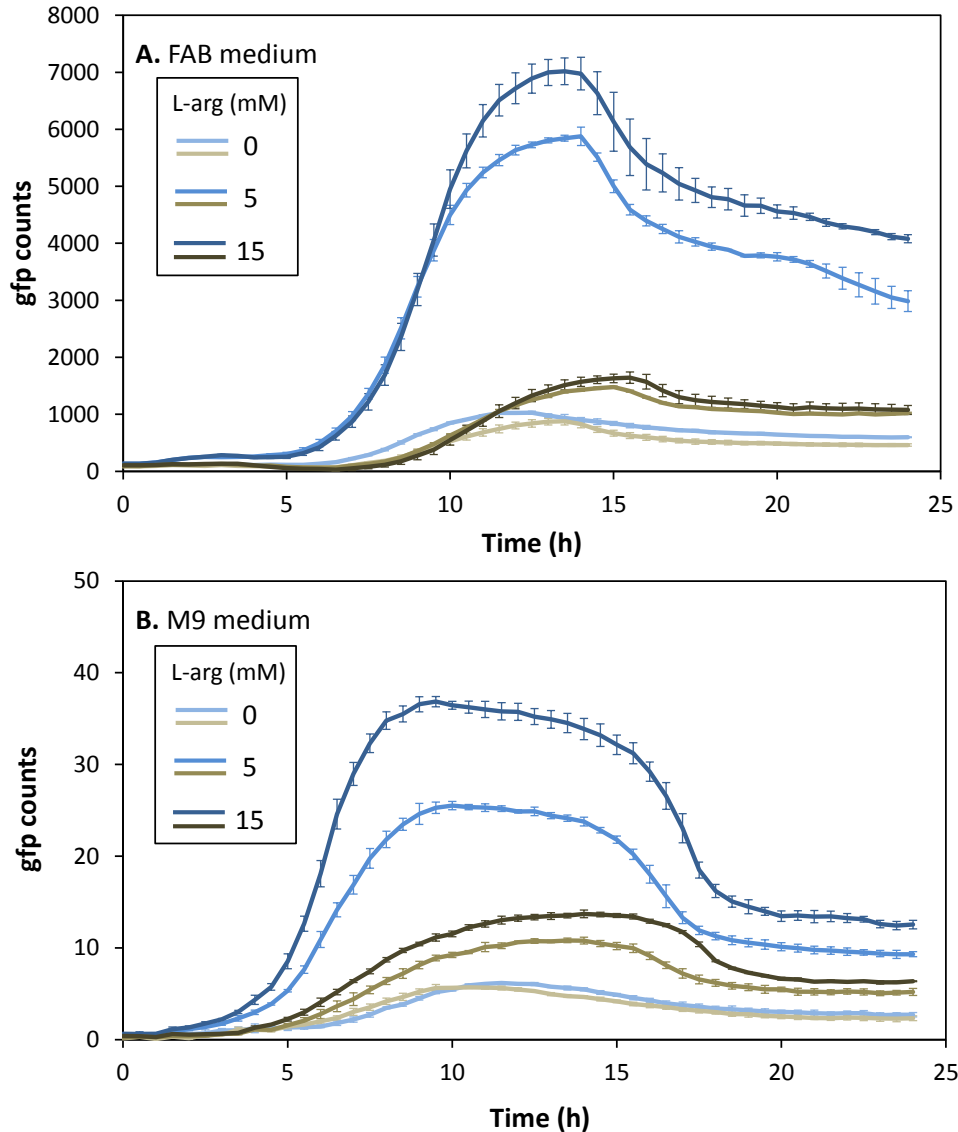 8000
7000
6000
5000
4000
3000
2000
1000
0
gfp counts
A. FAB medium
L-arg (mM)
0
5
15
0 5 10 15 20 25
Time (h)
50
40
30
20
10
0
gfp counts
B. M9 medium
L-arg (mM)
0
5
15
0 5 10 15 20 25
Time (h)